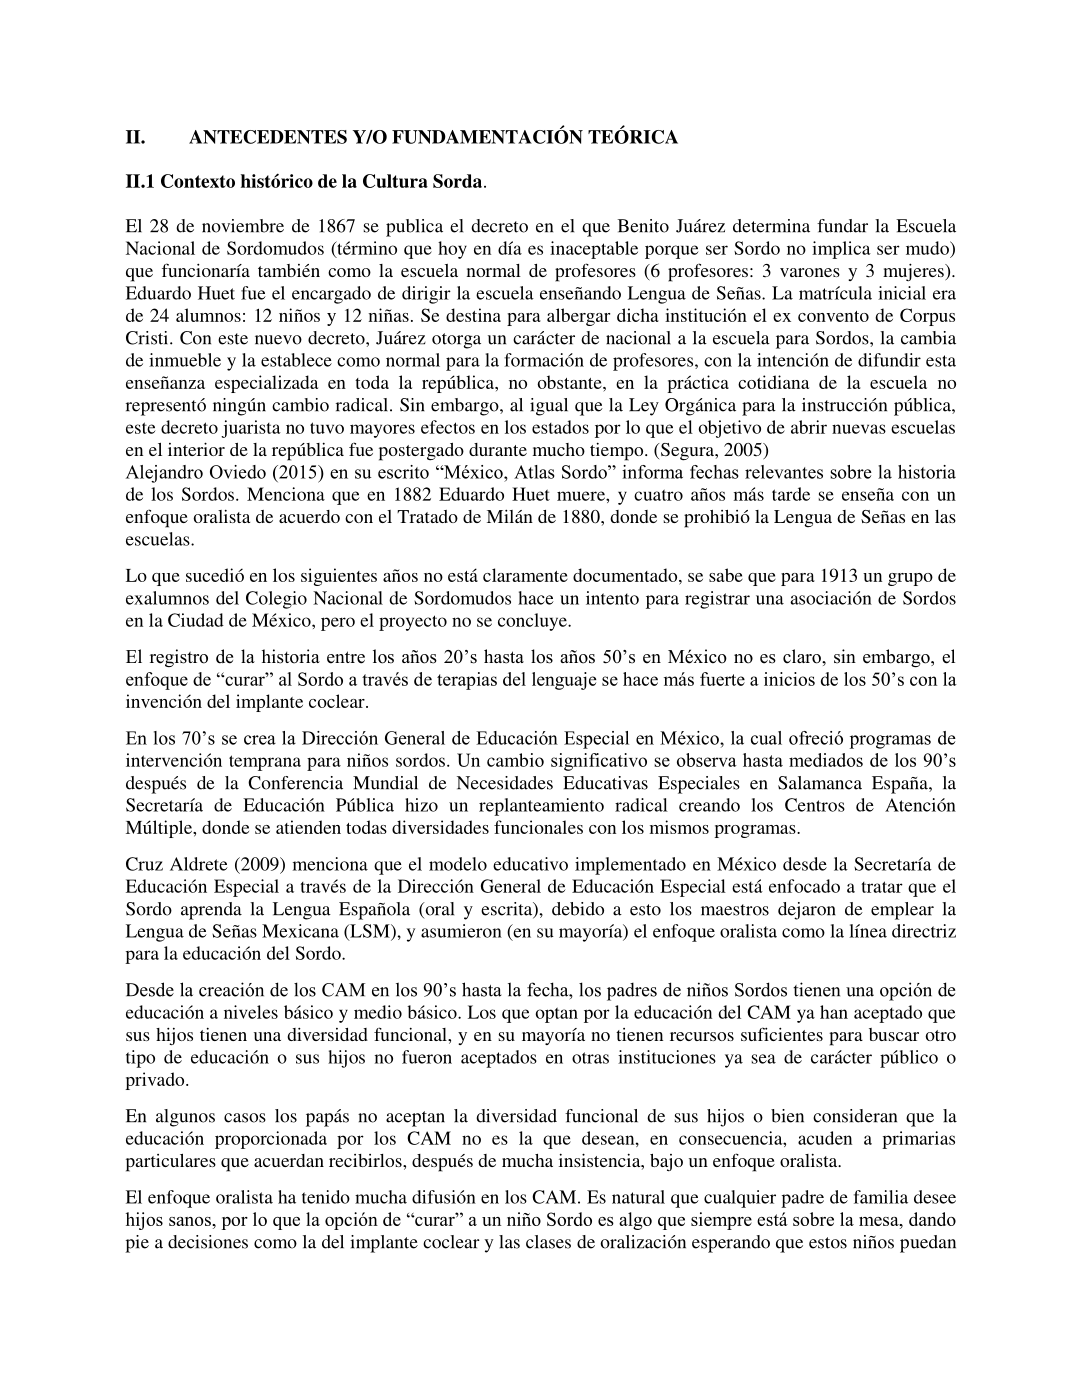 II. ANTECEDENTES Y/O FUNDAMENTACIÓN TEÓRICA
II.1 Contexto histórico de la Cultura Sorda.
El 28 de noviembre de 1867 se publica el decreto en el que Benito Juárez determina fundar la Escuela
Nacional de Sordomudos (término que hoy en día es inaceptable porque ser Sordo no implica ser mudo)
que funcionaría también como la escuela normal de profesores (6 profesores: 3 varones y 3 mujeres).
Eduardo Huet fue el encargado de dirigir la escuela enseñando Lengua de Señas. La matrícula inicial era
de 24 alumnos: 12 niños y 12 niñas. Se destina para albergar dicha institución el ex convento de Corpus
Cristi. Con este nuevo decreto, Juárez otorga un carácter de nacional a la escuela para Sordos, la cambia
de inmueble y la establece como normal para la formación de profesores, con la intención de difundir esta
enseñanza especializada en toda la república, no obstante, en la práctica cotidiana de la escuela no
representó ningún cambio radical. Sin embargo, al igual que la Ley Orgánica para la instrucción pública,
este decreto juarista no tuvo mayores efectos en los estados por lo que el objetivo de abrir nuevas escuelas
en el interior de la república fue postergado durante mucho tiempo. (Segura, 2005)
Alejandro Oviedo (2015) en su escrito “México, Atlas Sordo” informa fechas relevantes sobre la historia
de los Sordos. Menciona que en 1882 Eduardo Huet muere, y cuatro años más tarde se enseña con un
enfoque oralista de acuerdo con el Tratado de Milán de 1880, donde se prohibió la Lengua de Señas en las
escuelas.
Lo que sucedió en los siguientes años no está claramente documentado, se sabe que para 1913 un grupo de
exalumnos del Colegio Nacional de Sordomudos hace un intento para registrar una asociación de Sordos
en la Ciudad de México, pero el proyecto no se concluye.
El registro de la historia entre los años 20’s hasta los años 50’s en México no es claro, sin embargo, el
enfoque de “curar” al Sordo a través de terapias del lenguaje se hace más fuerte a inicios de los 50’s con la
invención del implante coclear.
En los 70’s se crea la Dirección General de Educación Especial en México, la cual ofreció programas de
intervención temprana para niños sordos. Un cambio significativo se observa hasta mediados de los 90’s
después de la Conferencia Mundial de Necesidades Educativas Especiales en Salamanca España, la
Secretaría de Educación Pública hizo un replanteamiento radical creando los Centros de Atención
Múltiple, donde se atienden todas diversidades funcionales con los mismos programas.
Cruz Aldrete (2009) menciona que el modelo educativo implementado en México desde la Secretaría de
Educación Especial a través de la Dirección General de Educación Especial está enfocado a tratar que el
Sordo aprenda la Lengua Española (oral y escrita), debido a esto los maestros dejaron de emplear la
Lengua de Señas Mexicana (LSM), y asumieron (en su mayoría) el enfoque oralista como la línea directriz
para la educación del Sordo.
Desde la creación de los CAM en los 90’s hasta la fecha, los padres de niños Sordos tienen una opción de
educación a niveles básico y medio básico. Los que optan por la educación del CAM ya han aceptado que
sus hijos tienen una diversidad funcional, y en su mayoría no tienen recursos suficientes para buscar otro
tipo de educación o sus hijos no fueron aceptados en otras instituciones ya sea de carácter público o
privado.
En algunos casos los papás no aceptan la diversidad funcional de sus hijos o bien consideran que la
educación proporcionada por los CAM no es la que desean, en consecuencia, acuden a primarias
particulares que acuerdan recibirlos, después de mucha insistencia, bajo un enfoque oralista.
El enfoque oralista ha tenido mucha difusión en los CAM. Es natural que cualquier padre de familia desee
hijos sanos, por lo que la opción de “curar” a un niño Sordo es algo que siempre está sobre la mesa, dando
pie a decisiones como la del implante coclear y las clases de oralización esperando que estos niños puedan